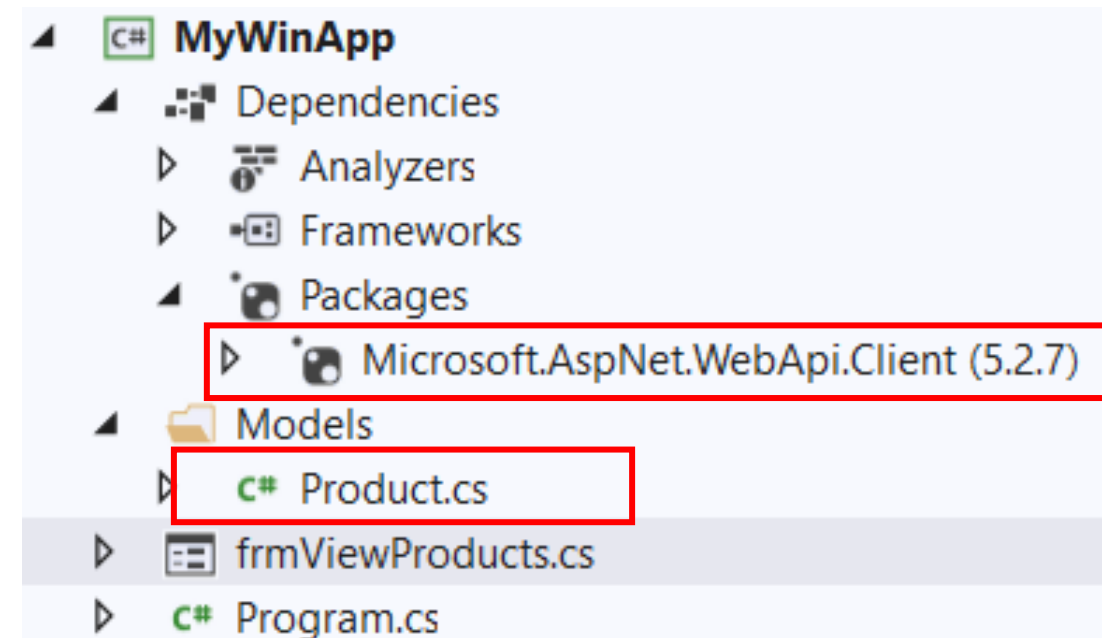 C# MyWinApp
Dependencies
Analyzers
Frameworks
Packages
Microsoft.AspNet.WebApi.Client (5.2.7)
Models
C# Product.cs
frmViewProducts.cs
C# Program.cs